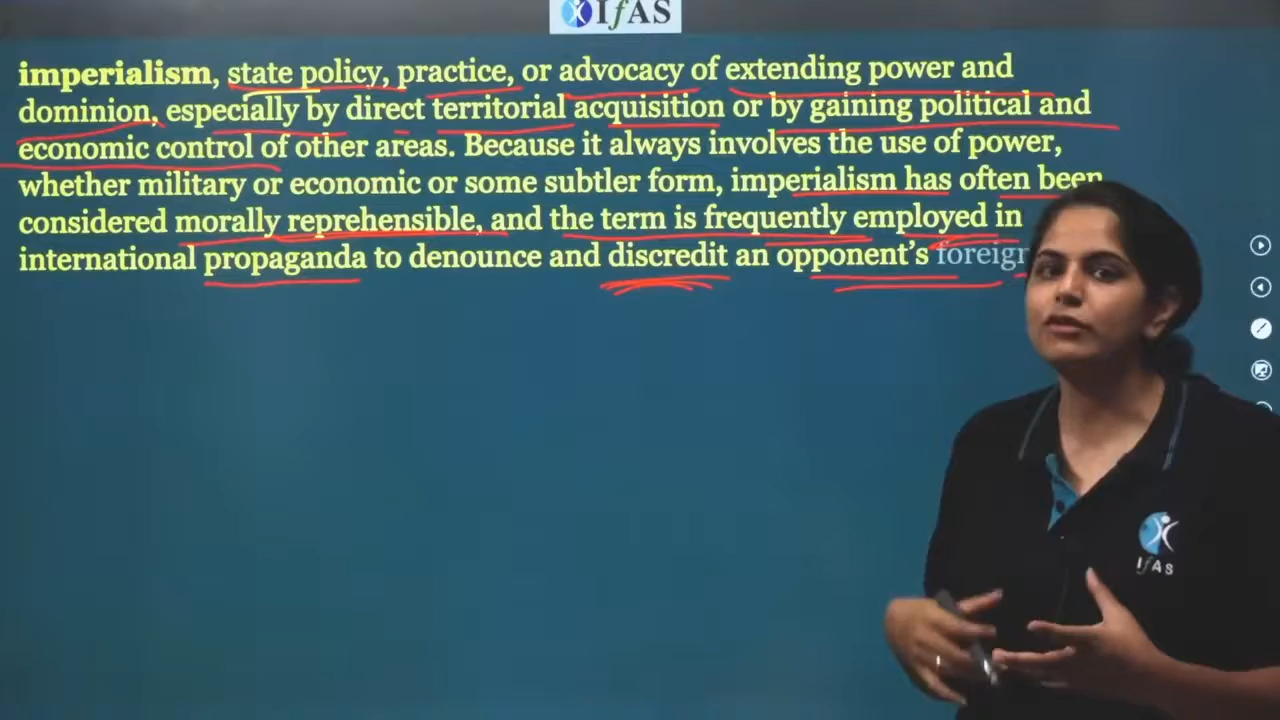 IfAS
imperialism, state policy, practice, or advocacy of extending power and
dominion, especially by direct territorial acquisition or by gaining political and
economic control of other areas. Because it always involves the use of power,
whether military or economic or some subtler form, imperialism has often been
considered morally reprehensible, and the term is frequently employed in
international propaganda to denounce and discredit an opponent's
IfAS